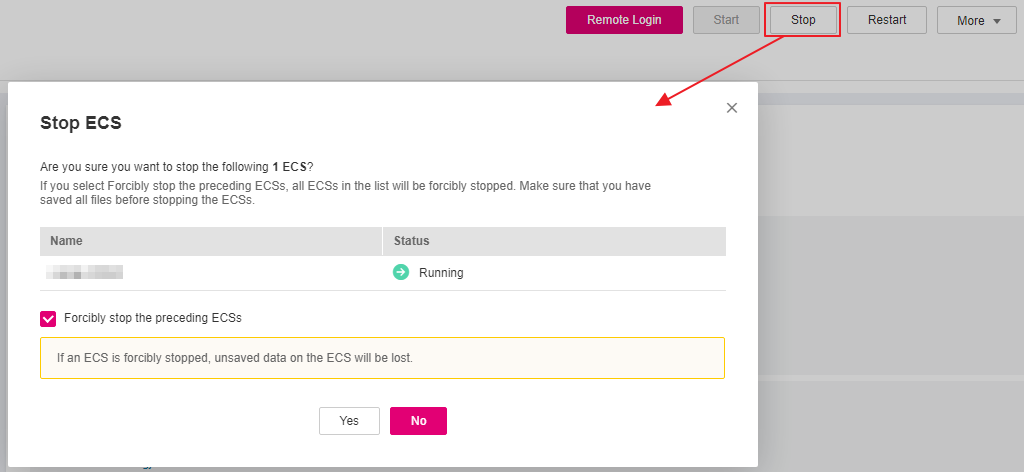 Remote Login
Start
Stop
Restart
More
Stop ECS
Are you sure you want to stop the following 1 ECS?
If you select Forcibly stop the preceding ECSs, all ECSs in the list will be forcibly stopped. Make sure that you have
saved all files before stopping the ECSs.
Name
Status
Running
Forcibly stop the preceding ECSs
If an ECS is forcibly stopped, unsaved data on the ECS will be lost.
Yes
No